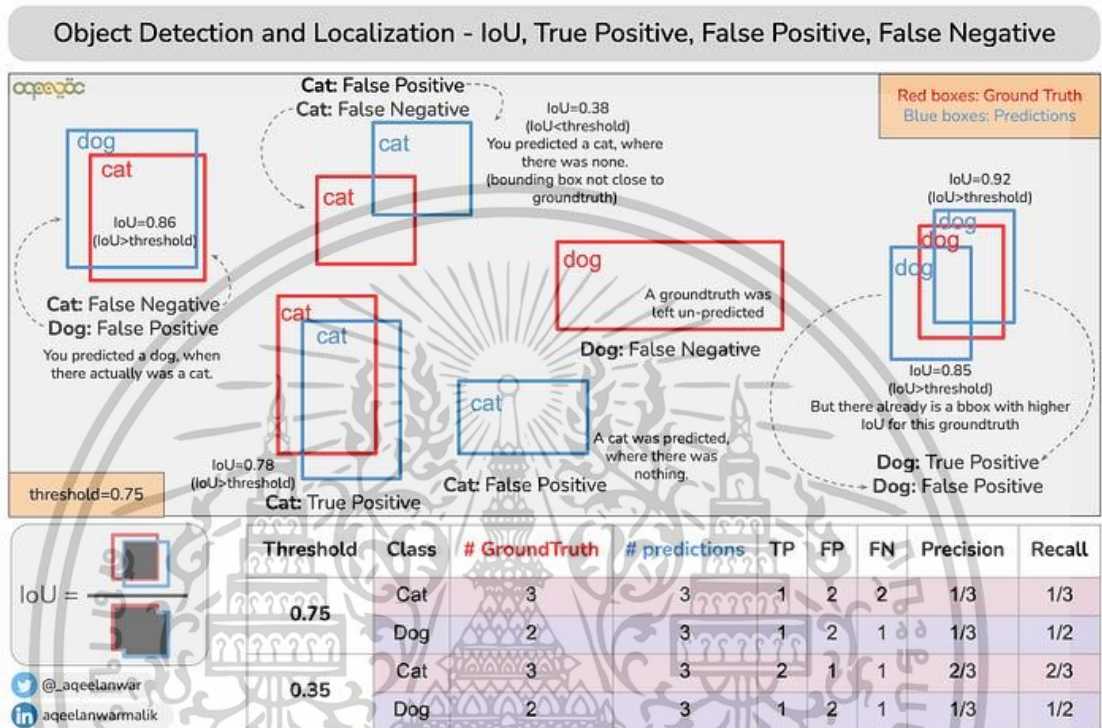 Object Detection and Localization - IoU, True Positive, False Positive, False Negative
Cat: False Positive
Cat: False Negative
IoU=0.38
(IoU<threshold)
You predicted a cat, where
there was none.
(bounding box not close to
groundtruth)
Red boxes: Ground Truth
Blue boxes: Predictions
dog
cat
IoU=0.86
(IoU>threshold)
Cat: False Negative
Dog: False Positive
You predicted a dog, when
there actually was a cat.
cat
cat
dog
A groundtruth was
left un-predicted
Dog: False Negative
IoU=0.92
(IoU>threshold)
dog
dog
dog
IoU=0.85
(IoU>threshold)
But there already is a bbox with higher
IoU for this groundtruth
Dog: True Positive
Dog: False Positive
cat
cat
IoU=0.78
(IoU>threshold)
Cat: True Positive
cat
A cat was predicted,
where there was
nothing.
Cat: False Positive
threshold=0.75
IoU =
@_aqeelanwar
aqeelanwarmalik
Threshold Class # GroundTruth # predictions TP FP FN Precision Recall
0.75 Cat 3 3 1 2 2 1/3 1/3
Dog 2 3 1 2 1 1/3 1/2
0.35 Cat 3 3 2 1 1 2/3 2/3
Dog 2 3 1 2 1 1/3 1/2